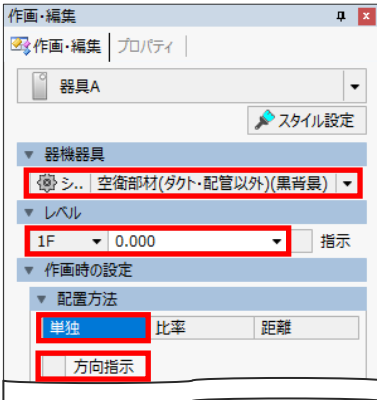 作画・編集
作画・編集 プロパティ
器具A
スタイル設定
器機器具
シ.. 空衛部材(ダクト・配管以外)(黒背景)
レベル
1F 0.000 指示
作画時の設定
配置方法
単独 比率 距離
方向指示